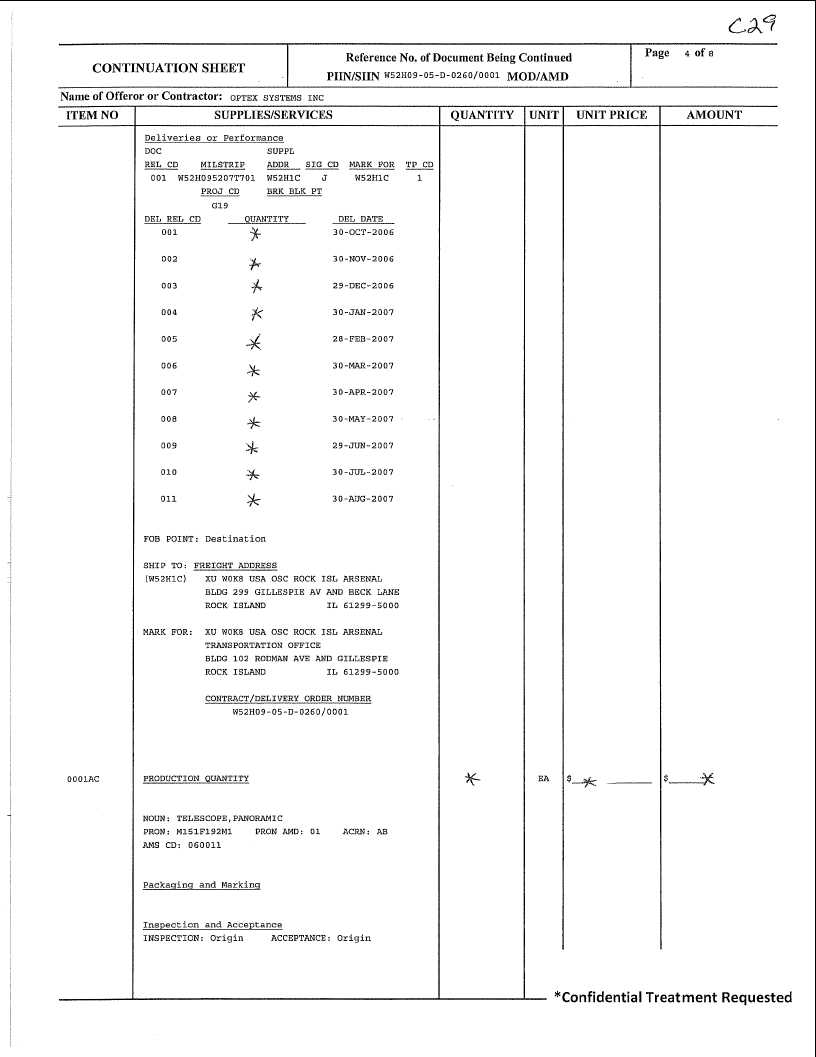 C29
CONTINUATION SHEET
Reference No. of Document Being Continued
PIIN/SIIN W52H09-05-D-0260/0001 MOD/AMD
Page 4 of 8
Name of Offeror or Contractor: OPTEX SYSTEMS INC
ITEM NO SUPPLIES/SERVICES QUANTITY UNIT UNIT PRICE AMOUNT
Deliveries or Performance
DOC SUPPL
REL CD MILSTRIP ADDR SIG CD MARK FOR TP CD
001 W52H095207T701 W52H1C J W52H1C 1
PROJ CD BRK BLK PT
G19
DEL REL CD QUANTITY DEL DATE
001 * 30-OCT-2006
002 * 30-NOV-2006
003 * 29-DEC-2006
004 * 30-JAN-2007
005 * 28-FEB-2007
006 * 30-MAR-2007
007 * 30-APR-2007
008 * 30-MAY-2007
009 * 29-JUN-2007
010 * 30-JUL-2007
011 * 30-AUG-2007
FOB POINT: Destination
SHIP TO: FREIGHT ADDRESS
(W52H1C) XU W0K8 USA OSC ROCK ISL ARSENAL
BLDG 299 GILLESPIE AV AND BECK LANE
ROCK ISLAND IL 61299-5000
MARK FOR: XU W0K8 USA OSC ROCK ISL ARSENAL
TRANSPORTATION OFFICE
BLDG 102 RODMAN AVE AND GILLESPIE
ROCK ISLAND IL 61299-5000
CONTRACT/DELIVERY ORDER NUMBER
W52H09-05-D-0260/0001
0001AC PRODUCTION QUANTITY * EA $ * $ *
NOUN: TELESCOPE,PANORAMIC
PRON: M151F192M1 PRON AMD: 01 ACRN: AB
AMS CD: 060011
Packaging and Marking
Inspection and Acceptance
INSPECTION: Origin ACCEPTANCE: Origin
*Confidential Treatment Requested